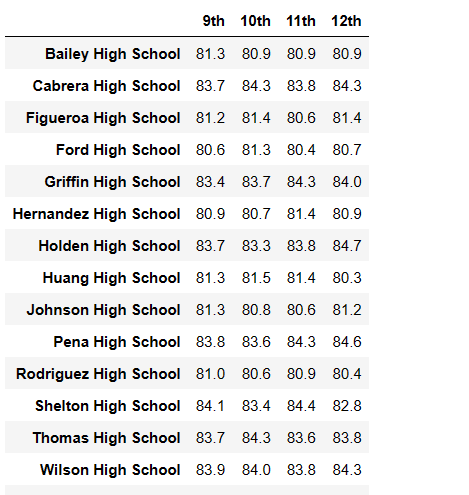 9th 10th 11th 12th
Bailey High School 81.3 80.9 80.9 80.9
Cabrera High School 83.7 84.3 83.8 84.3
Figueroa High School 81.2 81.4 80.6 81.4
Ford High School 80.6 81.3 80.4 80.7
Griffin High School 83.4 83.7 84.3 84.0
Hernandez High School 80.9 80.7 81.4 80.9
Holden High School 83.7 83.3 83.8 84.7
Huang High School 81.3 81.5 81.4 80.3
Johnson High School 81.3 80.8 80.6 81.2
Pena High School 83.8 83.6 84.3 84.6
Rodriguez High School 81.0 80.6 80.9 80.4
Shelton High School 84.1 83.4 84.4 82.8
Thomas High School 83.7 84.3 83.6 83.8
Wilson High School 83.9 84.0 83.8 84.3